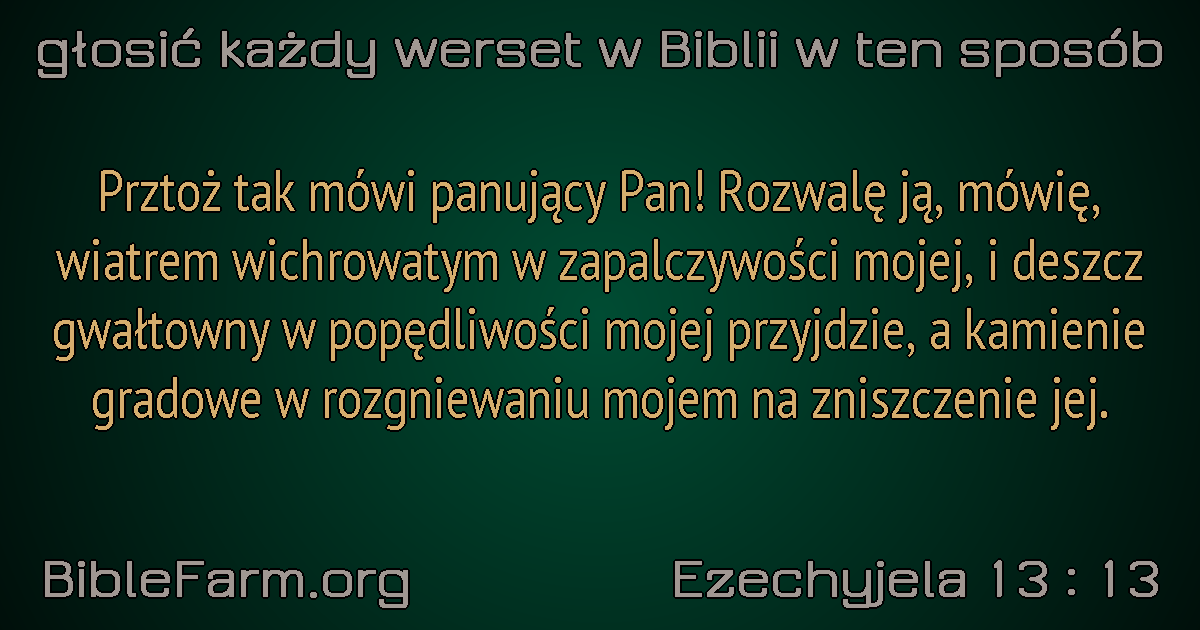 głosić każdy werset w Biblii w ten sposób
Prztoż tak mówi panujący Pan! Rozwalę ją, mówię,
wiatrem wichrowatym w zapalczywości mojej, i deszcz
gwałtowny w popędliwości mojej przyjdzie, a kamienie
gradowe w rozgniewaniu mojem na zniszczenie jej.
BibleFarm.org
Ezechyjela 13 : 13